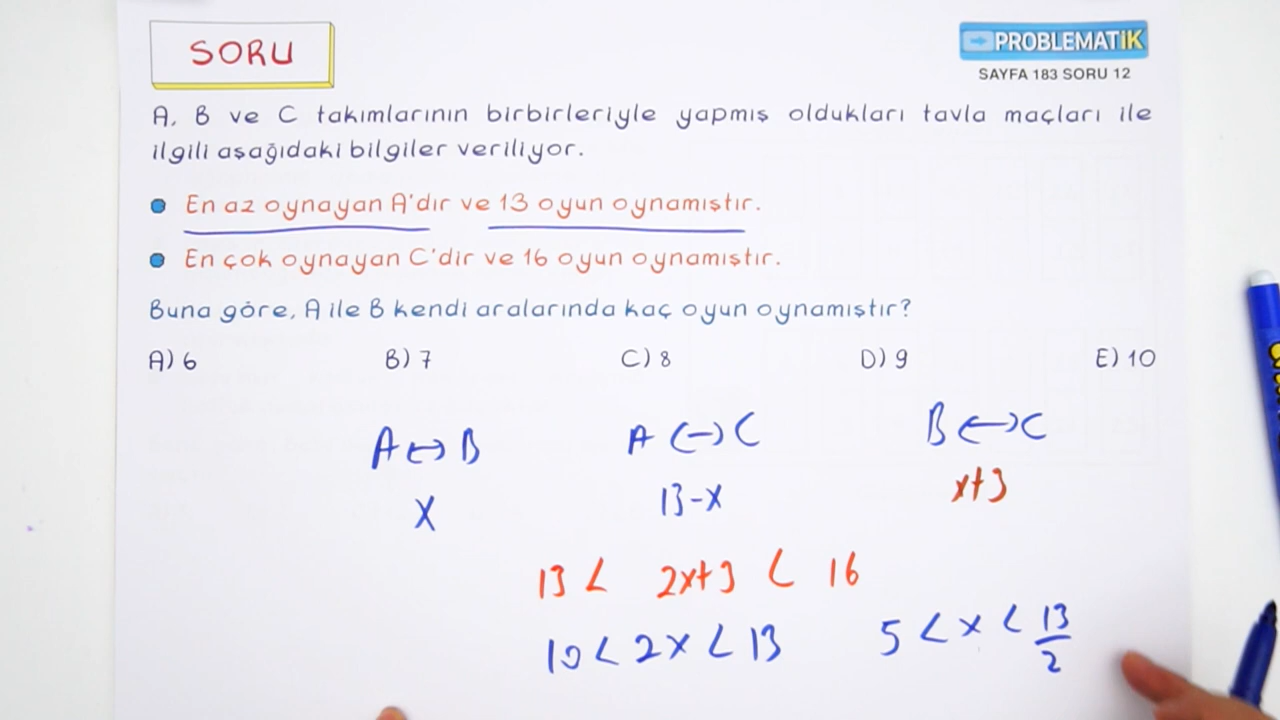 SORU
PROBLEMATiK
SAYFA 183 SORU 12
A, B ve C takımlarının birbirleriyle yapmış oldukları tavla maçları ile
ilgili aşağıdaki bilgiler veriliyor.
En az oynayan A'dır ve 13 oyun oynamıştır.
En çok oynayan C'dir ve 16 oyun oynamıştır.
Buna göre, A ile B kendi aralarında kaç oyun oynamıştır?
A) 6 B) 7 C) 8 D) 9 E) 10
A ↔ B A ↔ C B ↔ C
x 13-x x+3
13 < 2x+3 < 16
10 < 2x < 13 5 < x < 13/2